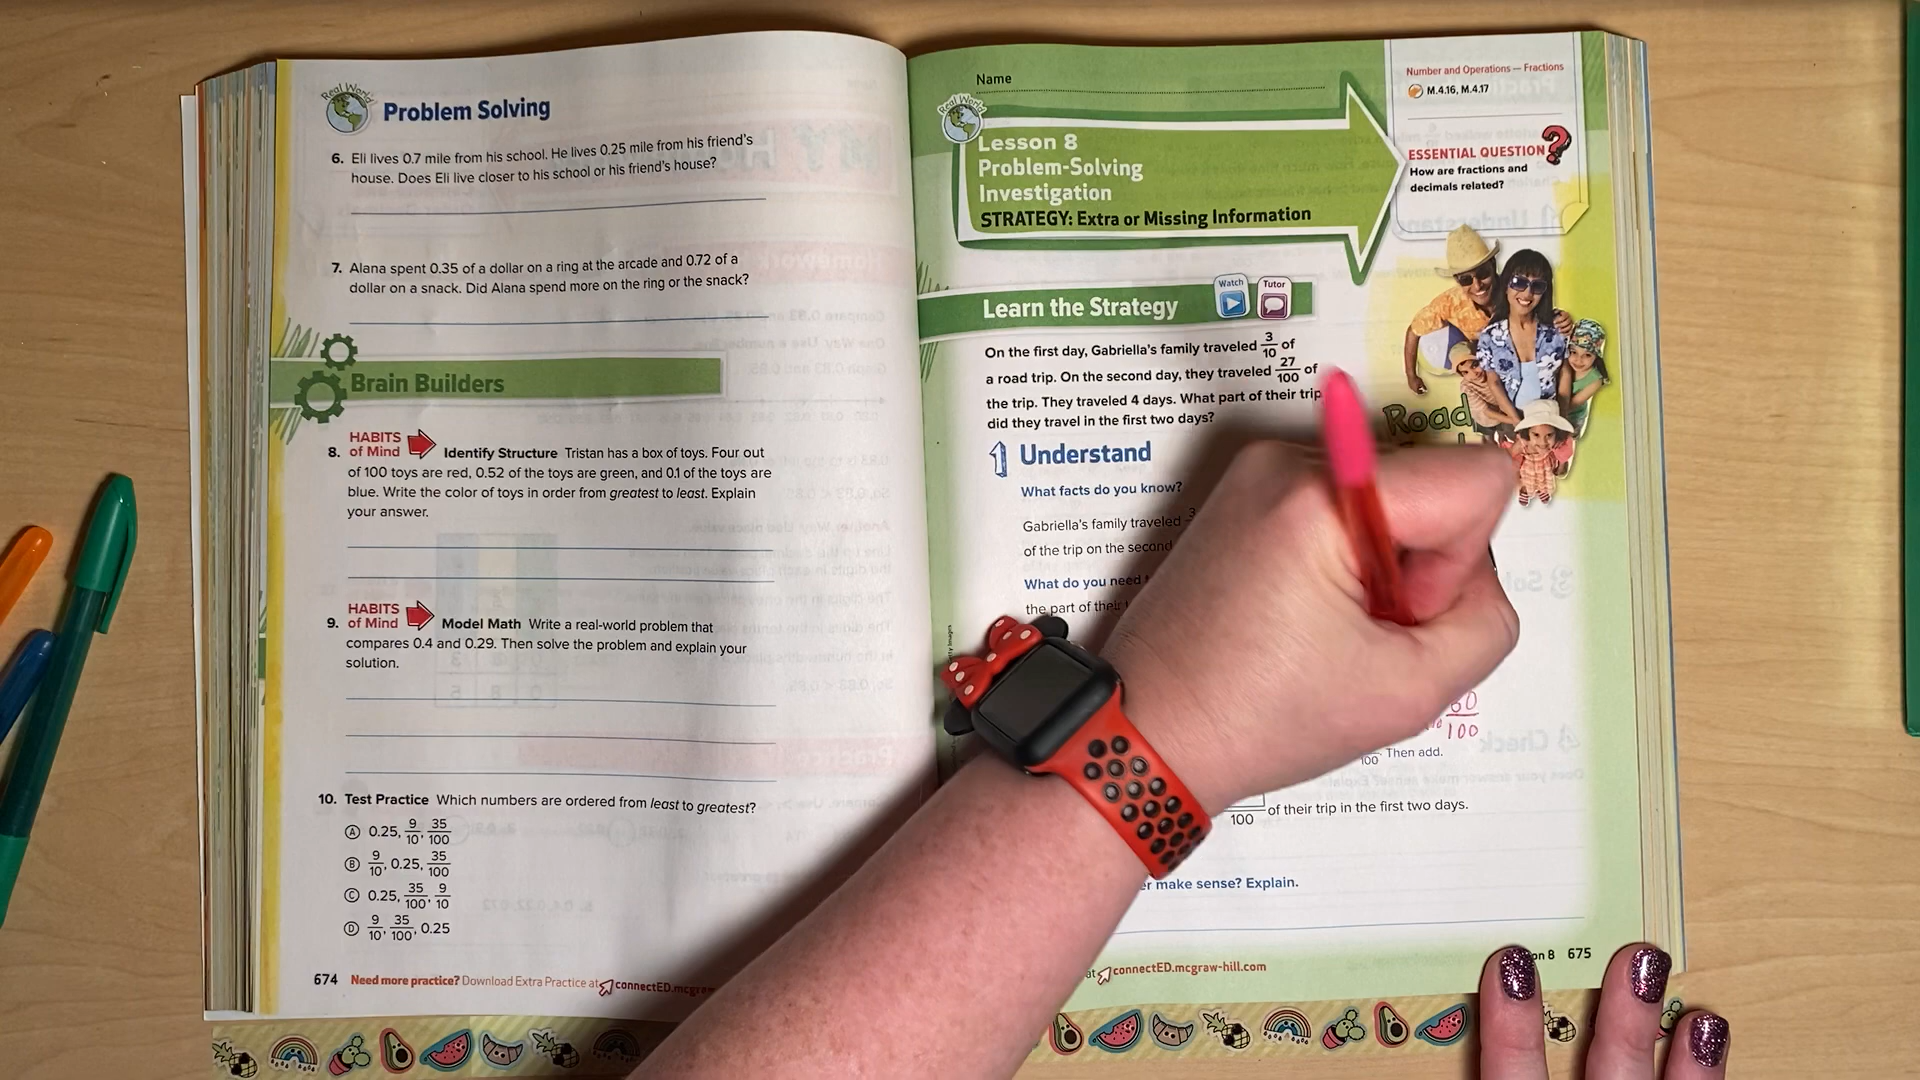 Real World
Problem Solving
6. Eli lives 0.7 mile from his school. He lives 0.25 mile from his friend's
house. Does Eli live closer to his school or his friend's house?
7. Alana spent 0.35 of a dollar on a ring at the arcade and 0.72 of a
dollar on a snack. Did Alana spend more on the ring or the snack?
Brain Builders
8. HABITS of Mind Identify Structure Tristan has a box of toys. Four out
of 100 toys are red, 0.52 of the toys are green, and 0.1 of the toys are
blue. Write the color of toys in order from greatest to least. Explain
your answer.
9. HABITS of Mind Model Math Write a real-world problem that
compares 0.4 and 0.29. Then solve the problem and explain your
solution.
10. Test Practice Which numbers are ordered from least to greatest?
A 0.25, 9/10, 35/100
B 9/10, 0.25, 35/100
C 0.25, 35/100, 9/10
D 9/10, 35/100, 0.25
674 Need more practice? Download Extra Practice at connectED.mcgraw
Name
Number and Operations — Fractions
M.4.16, M.4.17
ESSENTIAL QUESTION?
How are fractions and
decimals related?
Real World
Lesson 8
Problem-Solving
Investigation
STRATEGY: Extra or Missing Information
Learn the Strategy
Watch
Tutor
On the first day, Gabriella's family traveled 3/10 of
a road trip. On the second day, they traveled 27/100 of
the trip. They traveled 4 days. What part of their trip
did they travel in the first two days?
Road
1 Understand
What facts do you know?
Gabriella's family traveled 3
of the trip on the second
What do you need
the part of their
100
100 Then add.
100 of their trip in the first two days.
make sense? Explain.
at connectED.mcgraw-hill.com
on 8 675